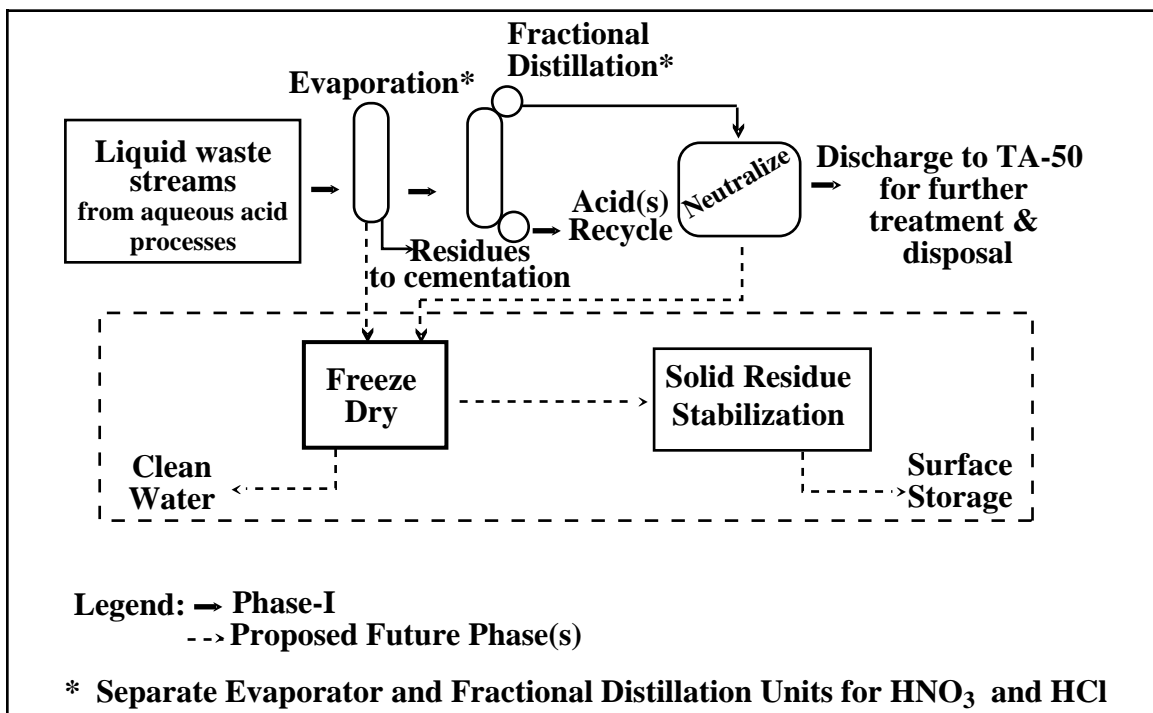 Fractional
Distillation*
Evaporation*
Liquid waste
streams
from aqueous acid
processes
Acid(s)
Recycle
Residues
to cementation
Neutralize
Discharge to TA-50
for further
treatment &
disposal
Freeze
Dry
Solid Residue
Stabilization
Clean
Water
Surface
Storage
Legend: Phase-I
Proposed Future Phase(s)
* Separate Evaporator and Fractional Distillation Units for HNO₃ and HCl